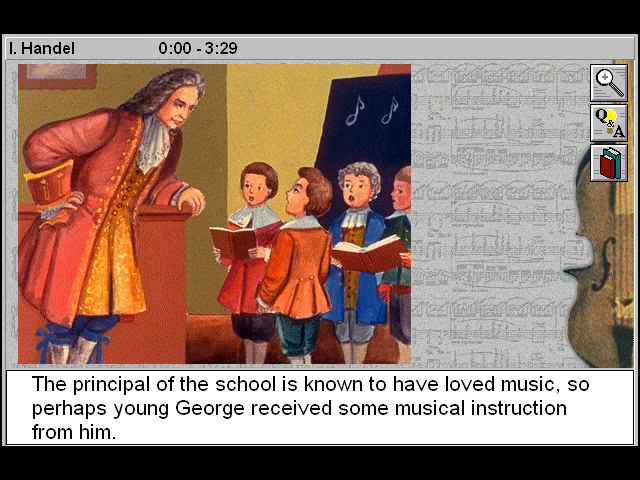 I. Handel
0:00 - 3:29
Q&A
The principal of the school is known to have loved music, so
perhaps young George received some musical instruction
from him.